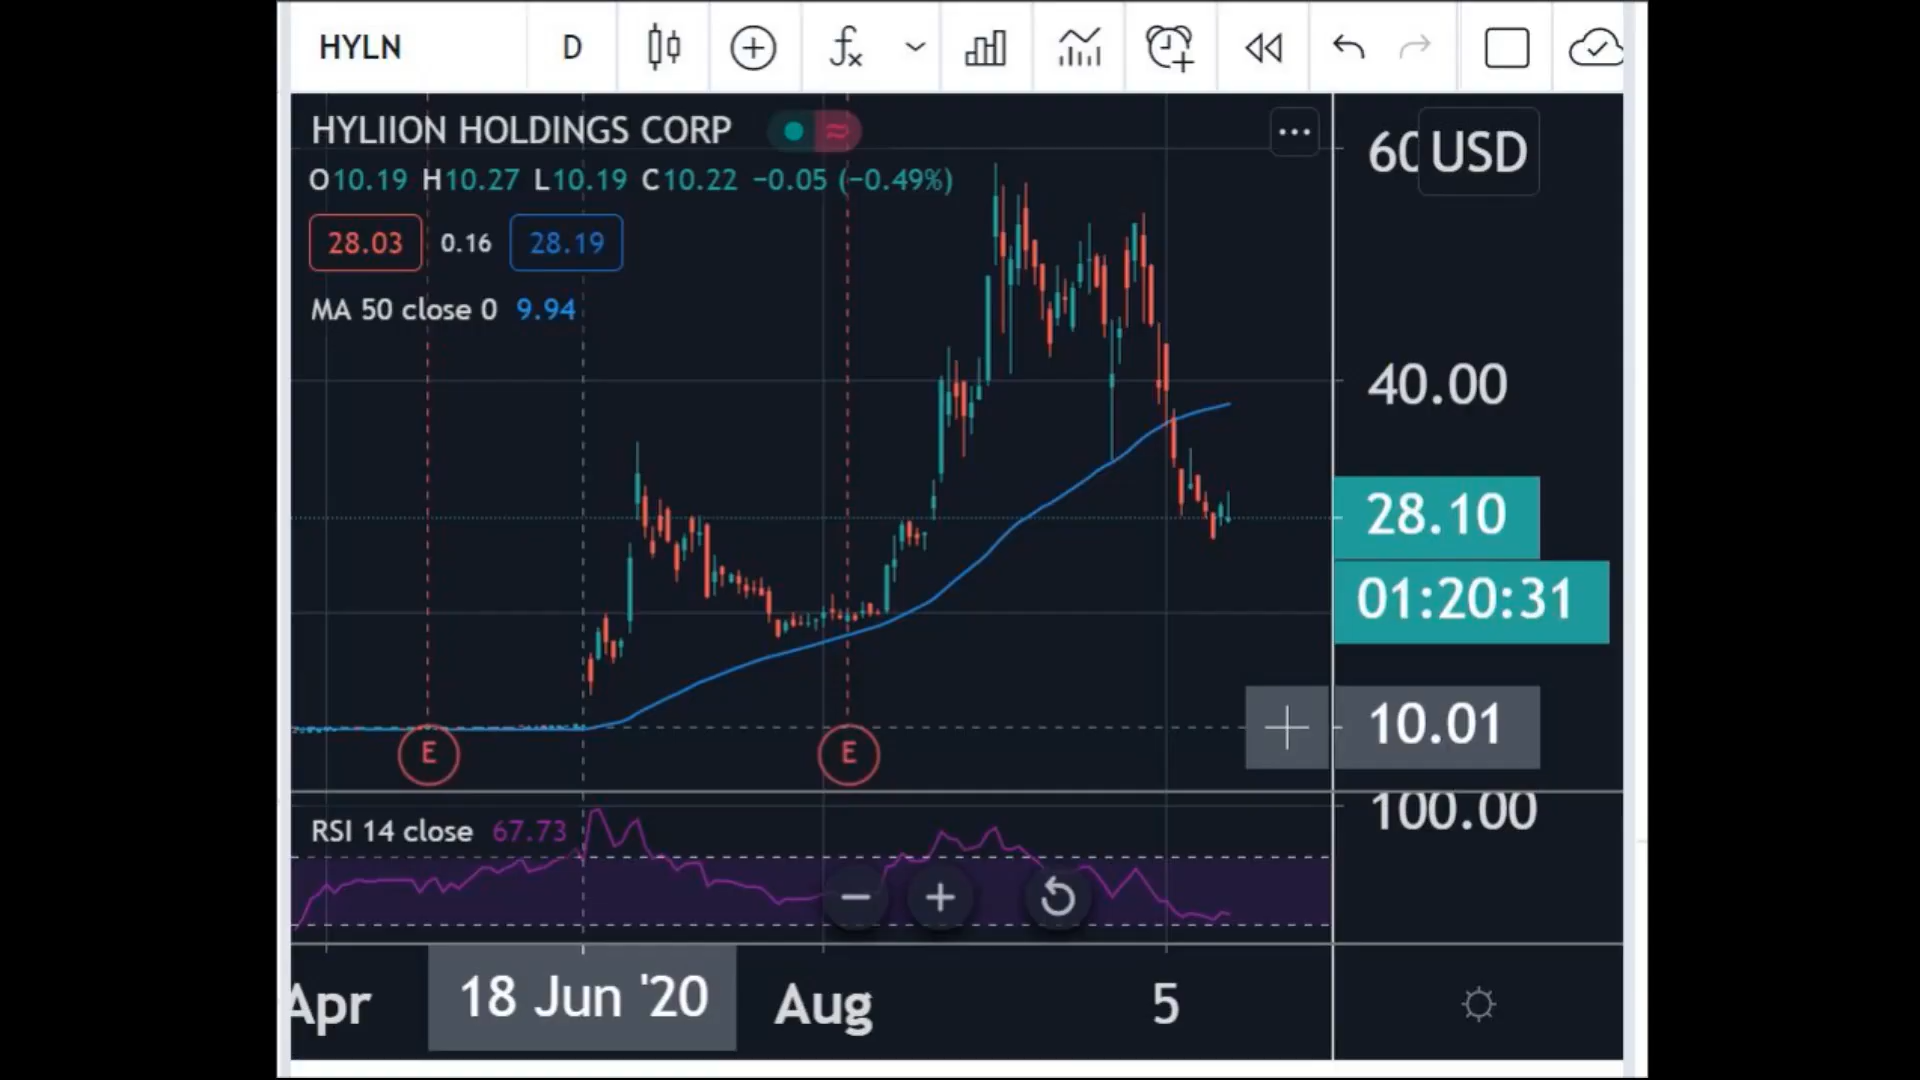 HYLN D
HYLIION HOLDINGS CORP
O10.19 H10.27 L10.19 C10.22 −0.05 (−0.49%)
28.03 0.16 28.19
MA 50 close 0 9.94
60 USD
40.00
28.10
01:20:31
10.01
E E
100.00
RSI 14 close 67.73
Apr 18 Jun '20 Aug 5